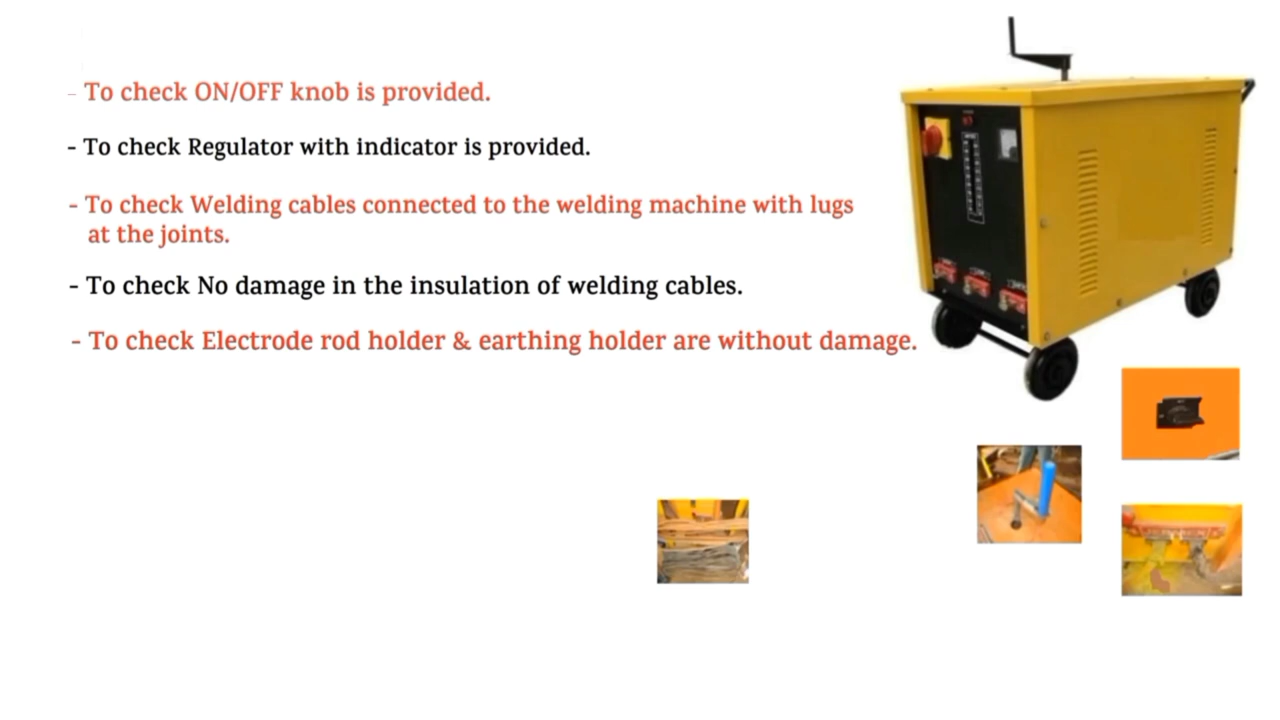 - To check ON/OFF knob is provided.
- To check Regulator with indicator is provided.
- To check Welding cables connected to the welding machine with lugs
at the joints.
- To check No damage in the insulation of welding cables.
- To check Electrode rod holder & earthing holder are without damage.